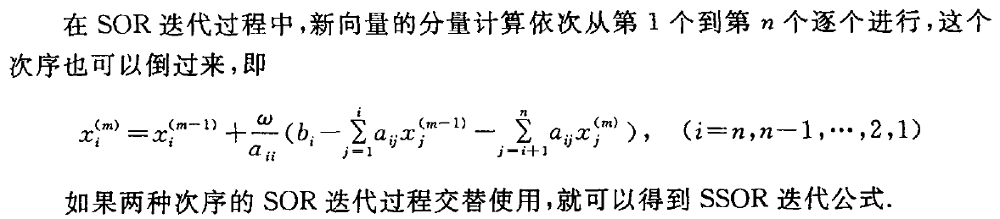 在 SOR 迭代过程中,新向量的分量计算依次从第 1 个到第 n 个逐个进行,这个
次序也可以倒过来,即
x_i^{(m)} = x_i^{(m-1)} + \frac{ω}{a_{ii}} (b_i - \sum_{j=1}^{i} a_{ij} x_j^{(m-1)} - \sum_{j=i+1}^{n} a_{ij} x_j^{(m)}), (i=n,n-1,⋯,2,1)
如果两种次序的 SOR 迭代过程交替使用,就可以得到 SSOR 迭代公式.